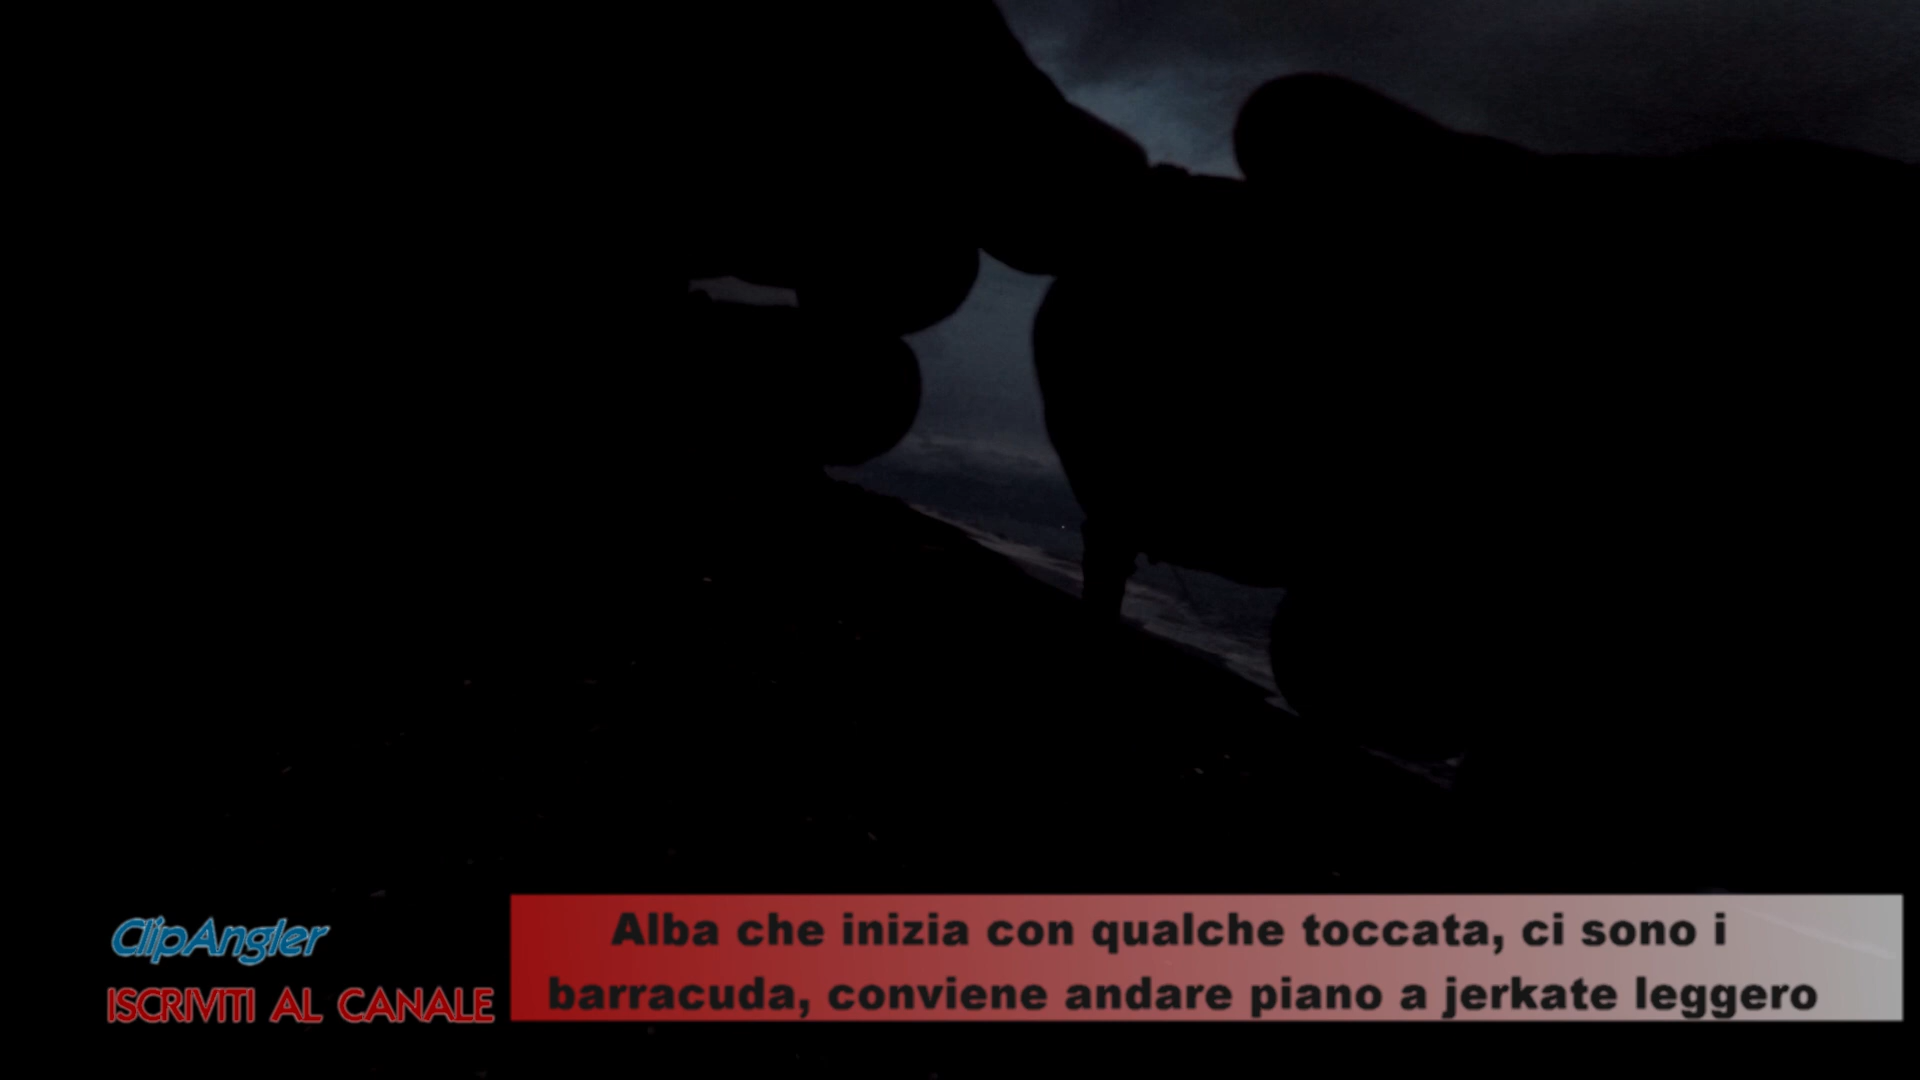 ClipAngler
ISCRIVITI AL CANALE
Alba che inizia con qualche toccata, ci sono i
barracuda, conviene andare piano a jerkate leggero